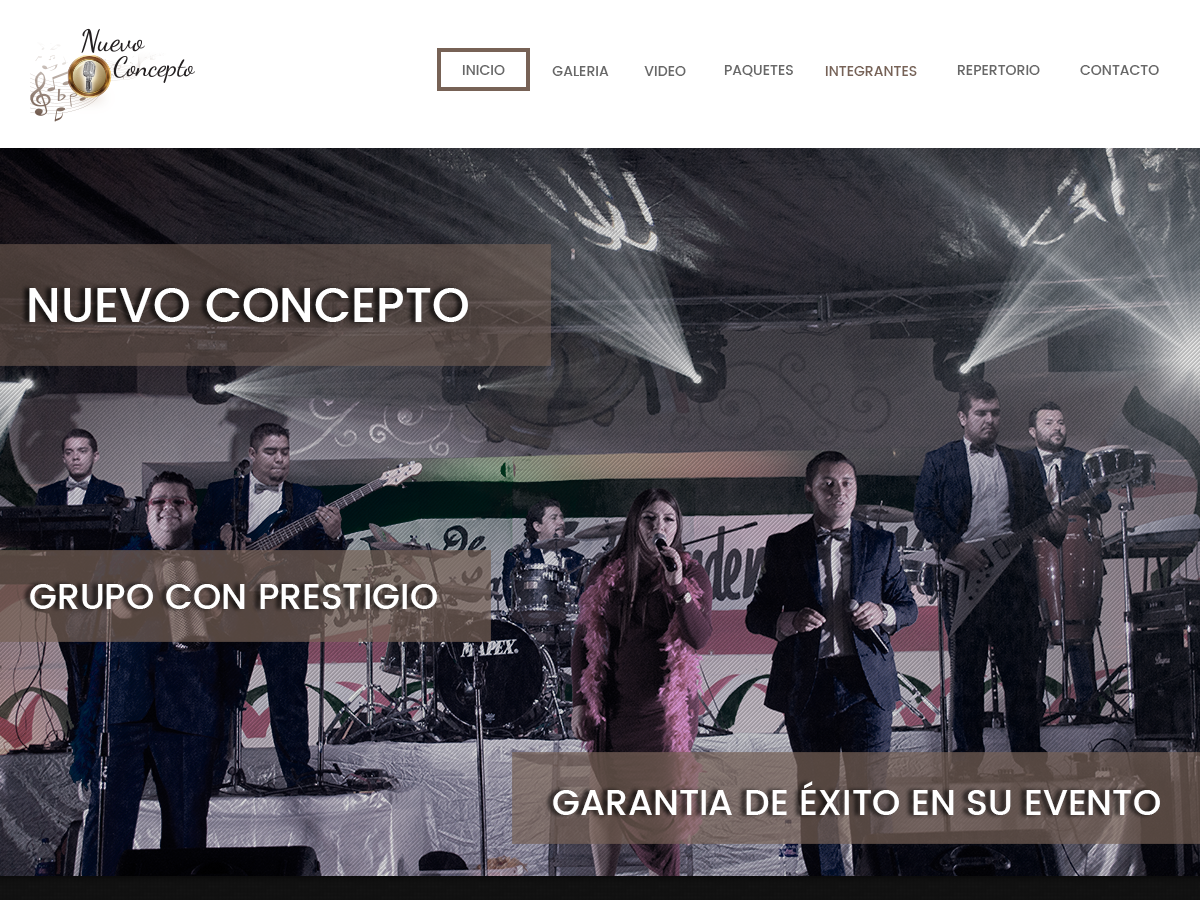 Nuevo
Concepto
INICIO
GALERIA
VIDEO
PAQUETES
INTEGRANTES
REPERTORIO
CONTACTO
NUEVO CONCEPTO
De
GRUPO CON PRESTIGIO
MAPEX.
GARANTIA DE ÉXITO EN SU EVENTO